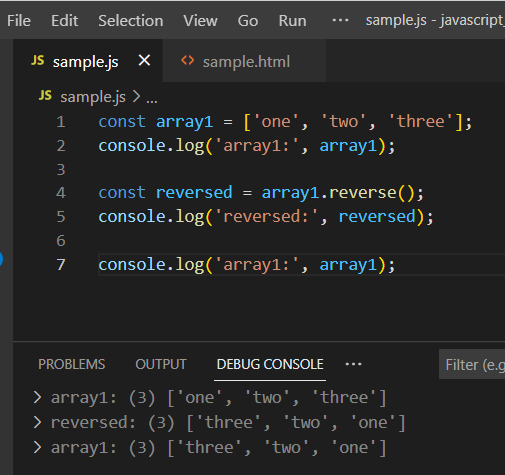 File Edit Selection View Go Run ··· sample.js - javascript_
JS sample.js × <> sample.html
JS sample.js > ...
1 const array1 = ['one', 'two', 'three'];
2 console.log('array1:', array1);
3
4 const reversed = array1.reverse();
5 console.log('reversed:', reversed);
6
7 console.log('array1:', array1);
PROBLEMS OUTPUT DEBUG CONSOLE ··· Filter (e.g
> array1: (3) ['one', 'two', 'three']
> reversed: (3) ['three', 'two', 'one']
> array1: (3) ['three', 'two', 'one']